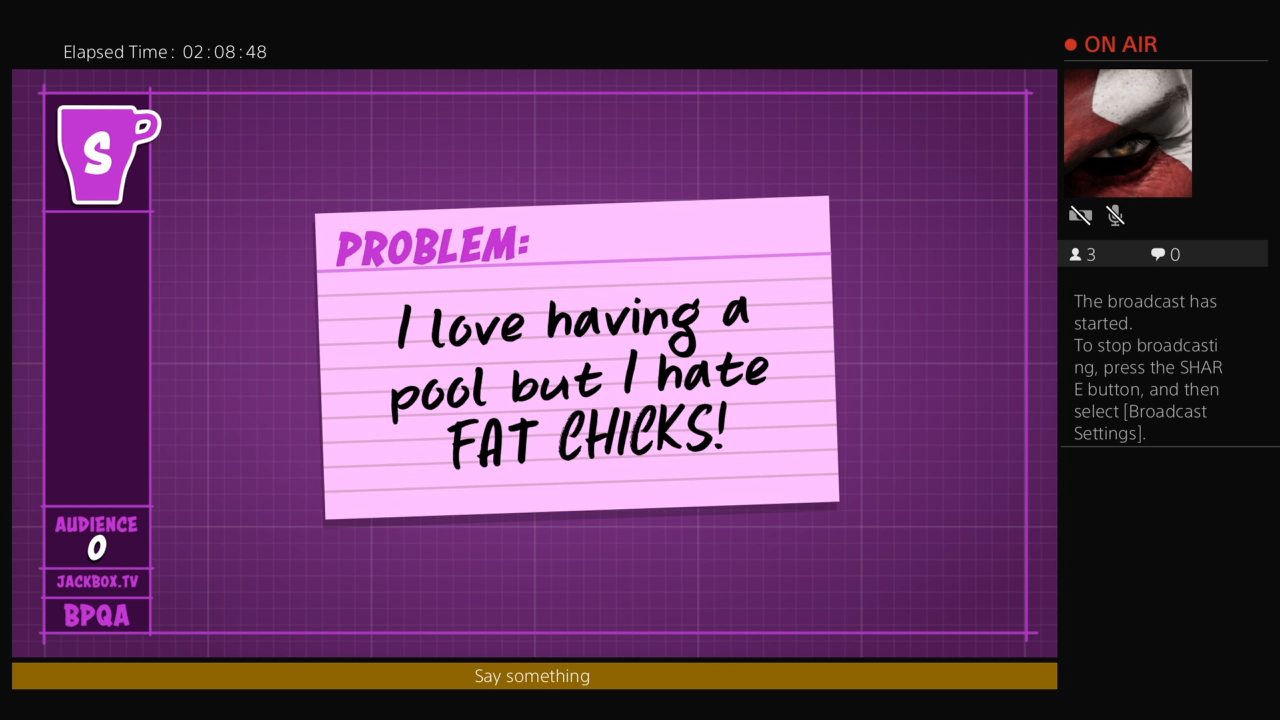 Elapsed Time: 02:08:48
ON AIR
S
PROBLEM:
I love having a
pool but I hate
FAT CHICKS!
3
0
The broadcast has
started.
To stop broadcasti
ng, press the SHAR
E button, and then
select [Broadcast
Settings].
AUDIENCE
0
JACKBOX.TV
BPQA
Say something